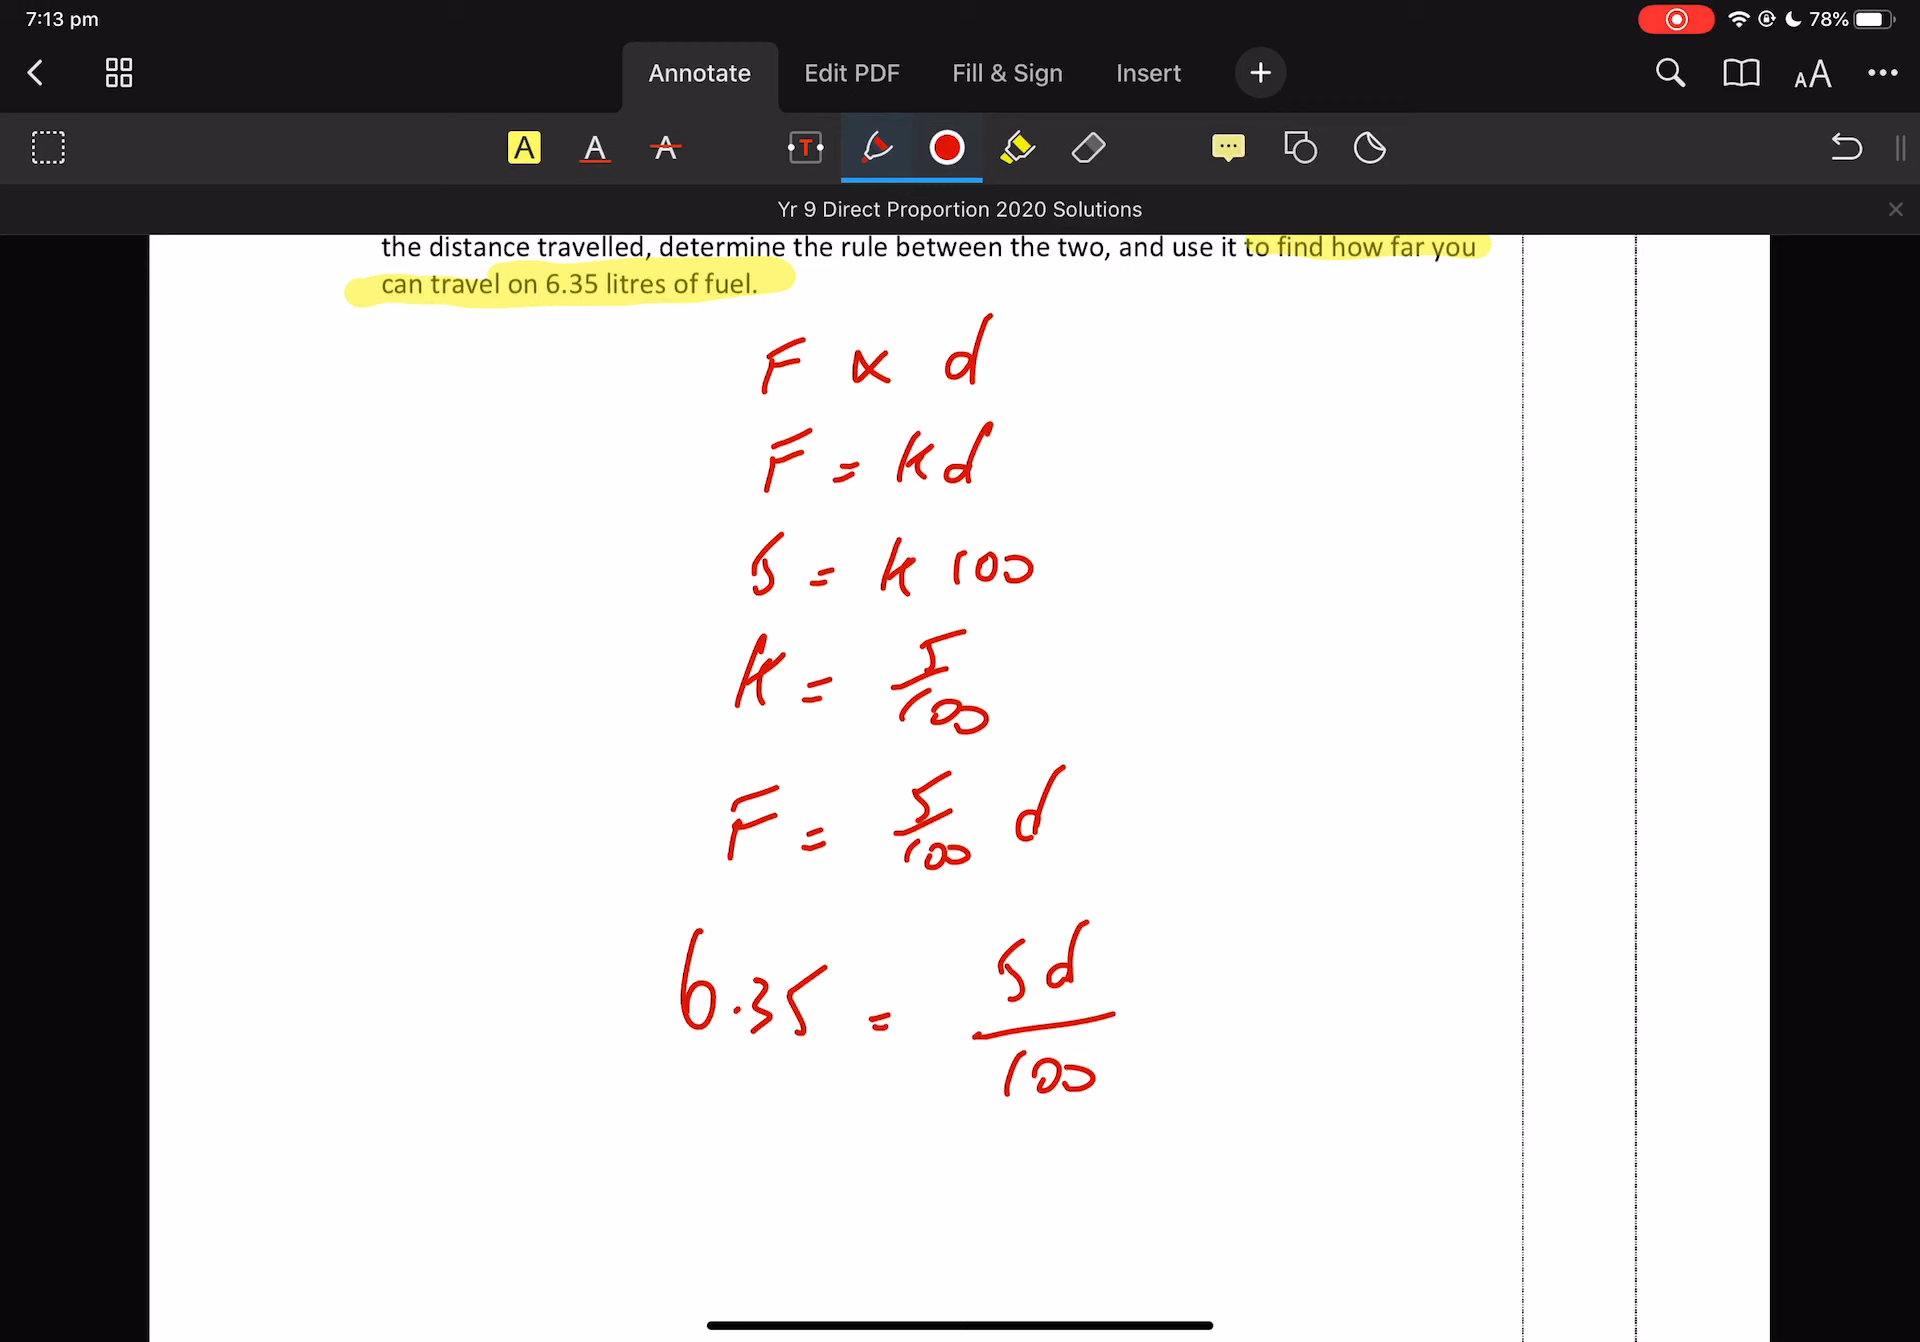 7:13 pm
78%
Annotate Edit PDF Fill & Sign Insert
AA
A A A T
Yr 9 Direct Proportion 2020 Solutions
the distance travelled, determine the rule between the two, and use it to find how far you
can travel on 6.35 litres of fuel.
F ∝ d
F = kd
5 = k 100
k = 5/100
F = 5/100 d
6.35 = 5d/100